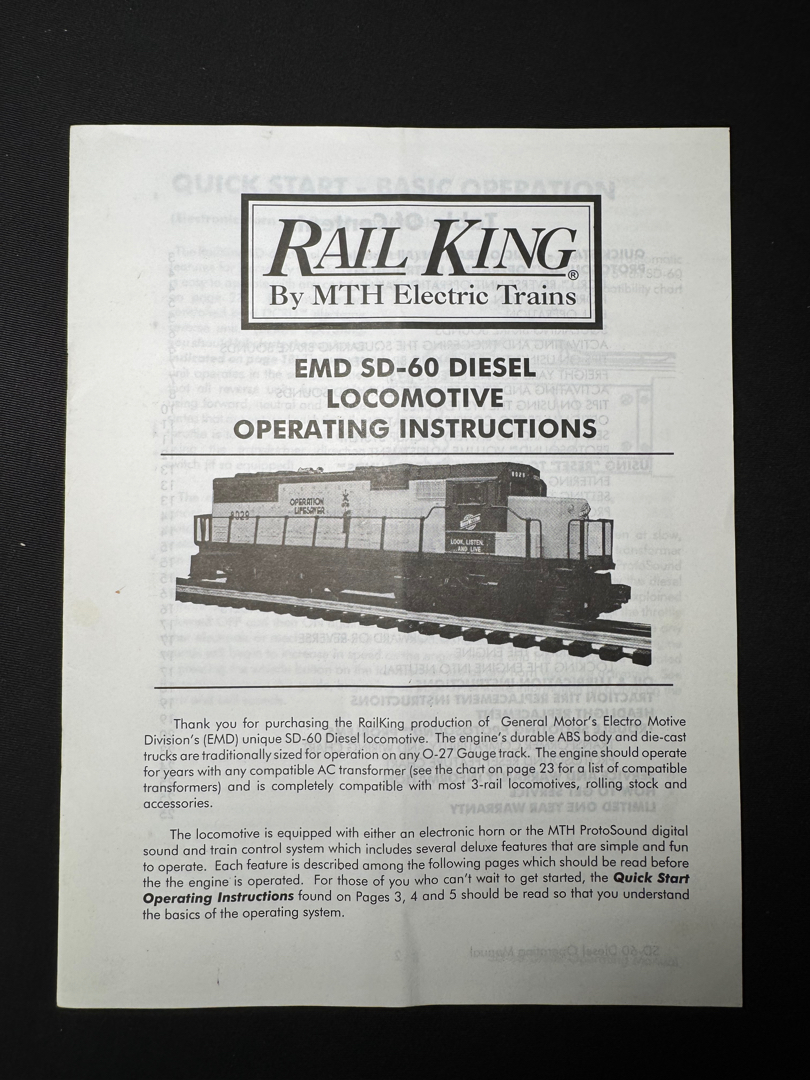 RAIL KING®
By MTH Electric Trains
EMD SD-60 DIESEL
LOCOMOTIVE
OPERATING INSTRUCTIONS
8029
OPERATION
LIFESAVER
8029
LOOK, LISTEN,
AND LIVE
Thank you for purchasing the RailKing production of General Motor's Electro Motive
Division's (EMD) unique SD-60 Diesel locomotive. The engine's durable ABS body and die-cast
trucks are traditionally sized for operation on any O-27 Gauge track. The engine should operate
for years with any compatible AC transformer (see the chart on page 23 for a list of compatible
transformers) and is completely compatible with most 3-rail locomotives, rolling stock and
accessories.
The locomotive is equipped with either an electronic horn or the MTH ProtoSound digital
sound and train control system which includes several deluxe features that are simple and fun
to operate. Each feature is described among the following pages which should be read before
the the engine is operated. For those of you who can't wait to get started, the Quick Start
Operating Instructions found on Pages 3, 4 and 5 should be read so that you understand
the basics of the operating system.